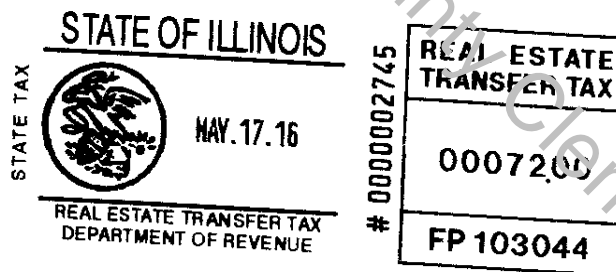 STATE OF ILLINOIS
STATE TAX
MAY.17.16
REAL ESTATE TRANSFER TAX
DEPARTMENT OF REVENUE
# 0000002745
REAL ESTATE
TRANSFER TAX
0007200
FP 103044